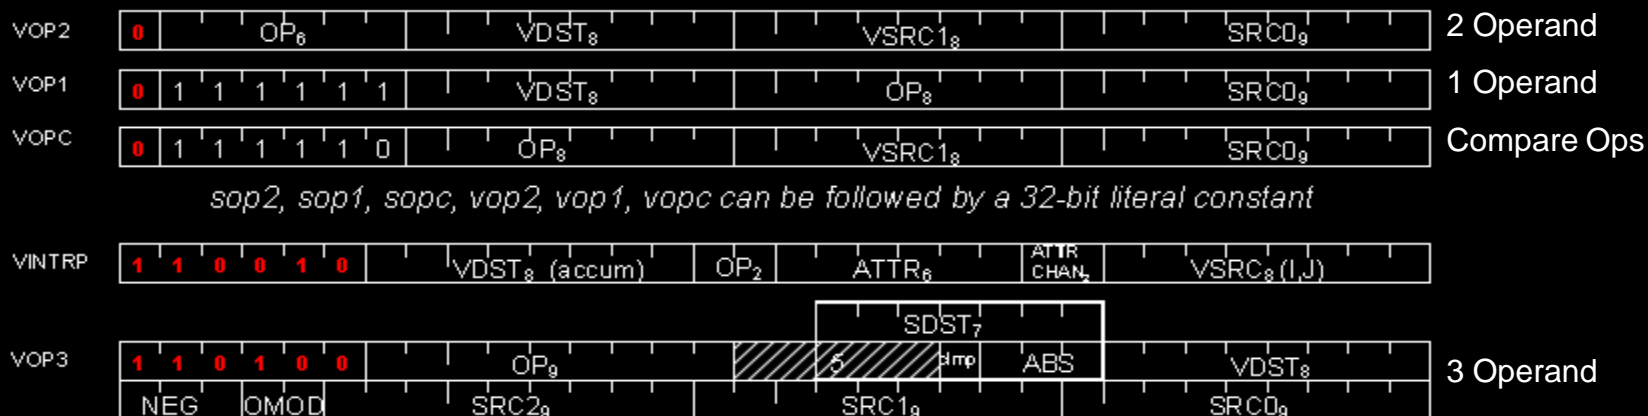 VOP2 0 OP6 VDST8 VSRC18 SRC09 2 Operand
VOP1 0 1 1 1 1 1 1 VDST8 OP8 SRC09 1 Operand
VOPC 0 1 1 1 1 1 0 OP8 VSRC18 SRC09 Compare Ops
sop2, sop1, sopc, vop2, vop1, vopc can be followed by a 32-bit literal constant
VINTRP 1 1 0 0 1 0 VDST8 (accum) OP2 ATTR6 ATTR CHAN2 VSRC8 (I,J)
SDST7
VOP3 1 1 0 1 0 0 OP9 5 clmp ABS VDST8 3 Operand
NEG OMOD SRC29 SRC19 SRC09